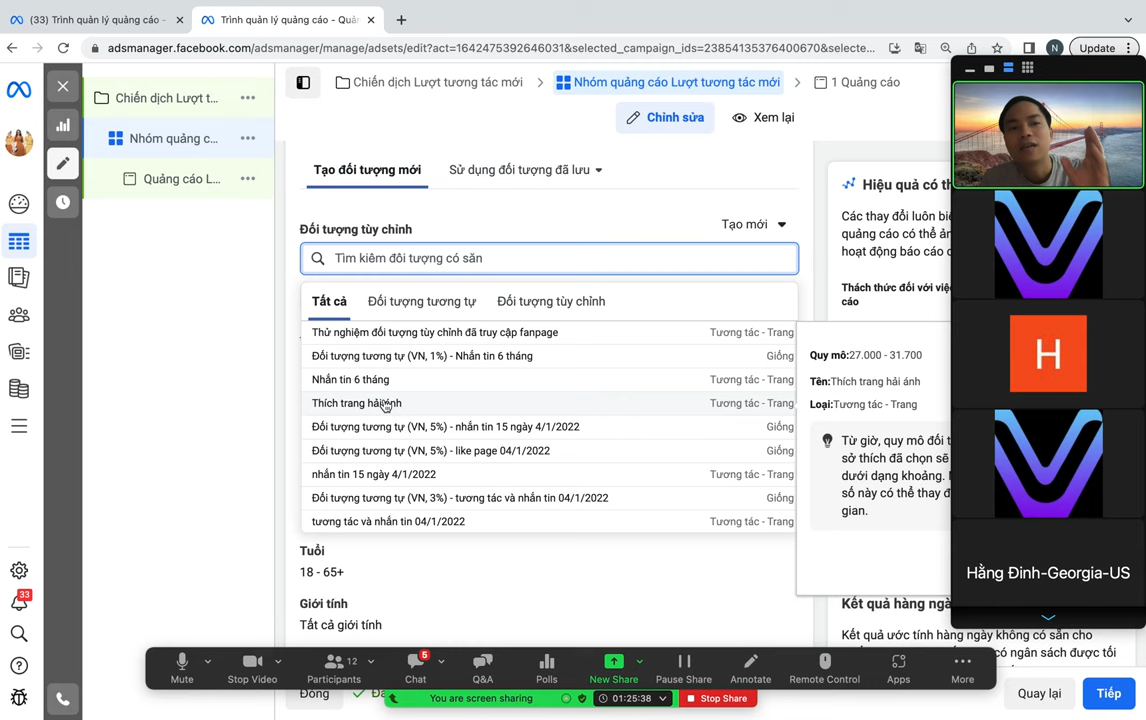 (33) Trình quản lý quảng cáo -
Trình quản lý quảng cáo - Quản
adsmanager.facebook.com/adsmanager/manage/adsets/edit?act=1642475392646031&selected_campaign_ids=23854135376400670&selecte...
N
Update
Chiến dịch Lượt t...
Nhóm quảng c...
Quảng cáo L...
Chiến dịch Lượt tương tác mới
Nhóm quảng cáo Lượt tương tác mới
1 Quảng cáo
Chỉnh sửa
Xem lại
Tạo đối tượng mới
Sử dụng đối tượng đã lưu
Đối tượng tùy chỉnh
Tạo mới
Tìm kiếm đối tượng có sẵn
Tất cả
Đối tượng tương tự
Đối tượng tùy chỉnh
Thử nghiệm đối tượng tùy chỉnh đã truy cập fanpage
Tương tác - Trang
Đối tượng tương tự (VN, 1%) - Nhắn tin 6 tháng
Giống
Nhắn tin 6 tháng
Tương tác - Trang
Thích trang hải ánh
Tương tác - Trang
Đối tượng tương tự (VN, 5%) - nhắn tin 15 ngày 4/1/2022
Giống
Đối tượng tương tự (VN, 5%) - like page 04/1/2022
Giống
nhắn tin 15 ngày 4/1/2022
Tương tác - Trang
Đối tượng tương tự (VN, 3%) - tương tác và nhắn tin 04/1/2022
Giống
tương tác và nhắn tin 04/1/2022
Tương tác - Trang
Tuổi
18 - 65+
Giới tính
Tất cả giới tính
Hiệu quả có th
Các thay đổi luôn biế
quảng cáo có thể ản
hoạt động báo cáo c
Thách thức đối với việ
cáo
Quy mô:27.000 - 31.700
Tên:Thích trang hải ánh
Loại:Tương tác - Trang
Từ giờ, quy mô đối t
sở thích đã chọn sẽ
dưới dạng khoảng.
số này có thể thay đ
gian.
Kết quả hàng ngà
Kết quả ước tính hàng ngày không có sẵn cho
được tối
H
Hằng Đinh-Georgia-US
33
Mute
Stop Video
12
Participants
5
Chat
Q&A
Polls
New Share
Pause Share
Annotate
Remote Control
Apps
More
You are screen sharing
01:25:38
Stop Share
Đóng
Quay lại
Tiếp